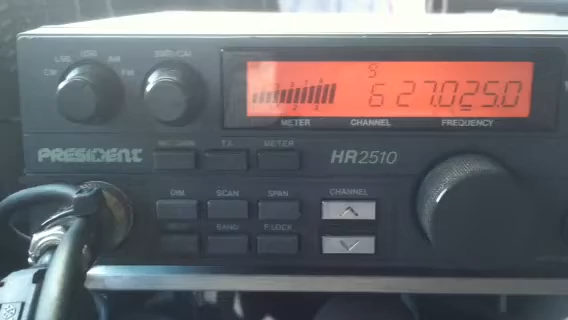 LSB USB AM
CW FM
S
6 27.025.0
METER CHANNEL FREQUENCY
PRESIDENT
TX METER
HR2510
DIM. SCAN SPAN CHANNEL
BAND F.LOCK